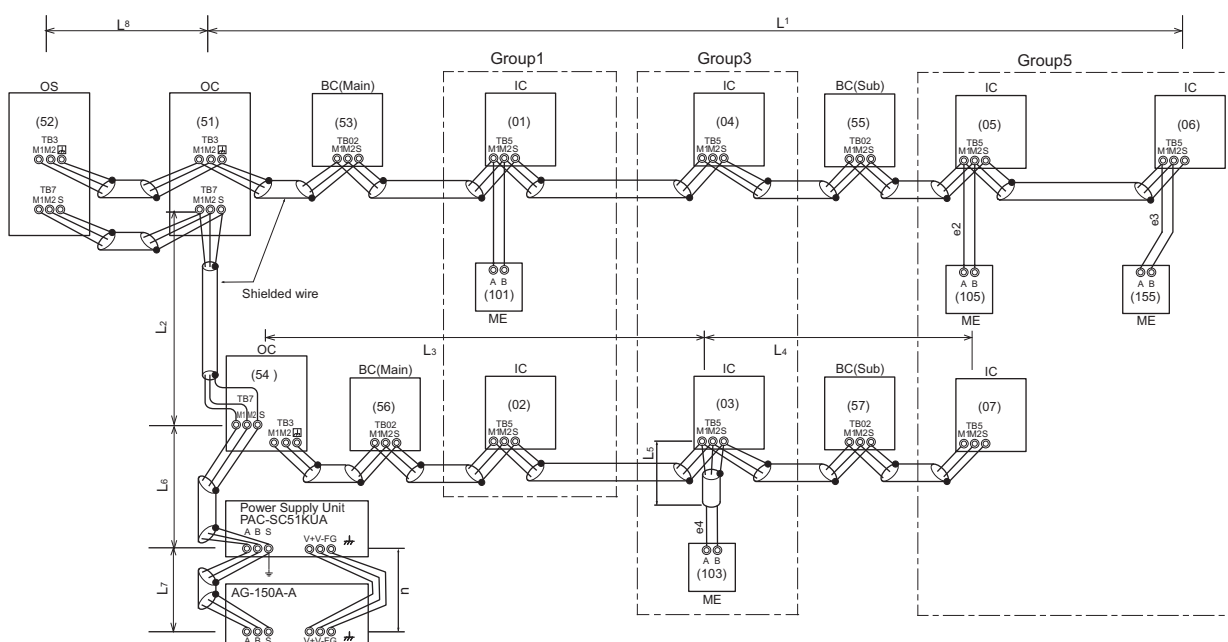 L8 L1
Group1 Group3 Group5
OS OC BC(Main) IC IC BC(Sub) IC IC
(52) (51) (53) (01) (04) (55) (05) (06)
TB3 TB3 TB02 TB5 TB5 TB02 TB5 TB5
M1M2 M1M2 M1M2S M1M2S M1M2S M1M2S M1M2S M1M2S
TB7 TB7
M1M2 S M1M2 S
e2 e3
A B A B A B
(101) (105) (155)
ME ME ME
Shielded wire
L2
OC L3 L4
(54 ) BC(Main) IC IC BC(Sub) IC
(56) (02) (03) (57) (07)
TB7
M1M2 S
TB3 TB02 TB5 TB5 TB02 TB5
M1M2 M1M2S M1M2S M1M2S M1M2S M1M2S
L5
L6
e4
Power Supply Unit
PAC-SC51KUA
A B S V+V-FG
A B
(103)
ME
L7 n
AG-150A-A
A B S V+V-FG